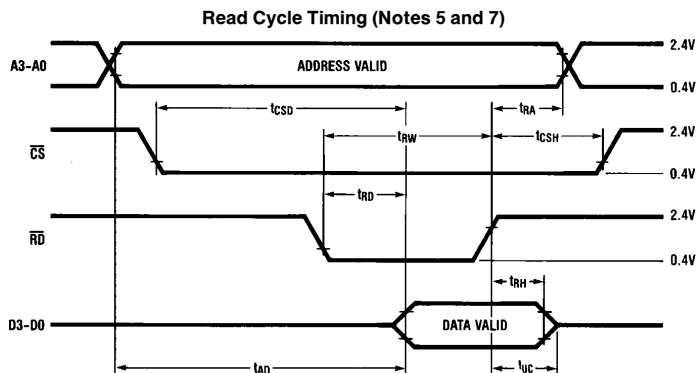 Read Cycle Timing (Notes 5 and 7)
A3-A0
ADDRESS VALID
2.4V
0.4V
tCSD
tRA
CS
tRW
tCSH
2.4V
0.4V
tRD
RD
2.4V
0.4V
tRH
D3-D0
DATA VALID
tAD
tUC